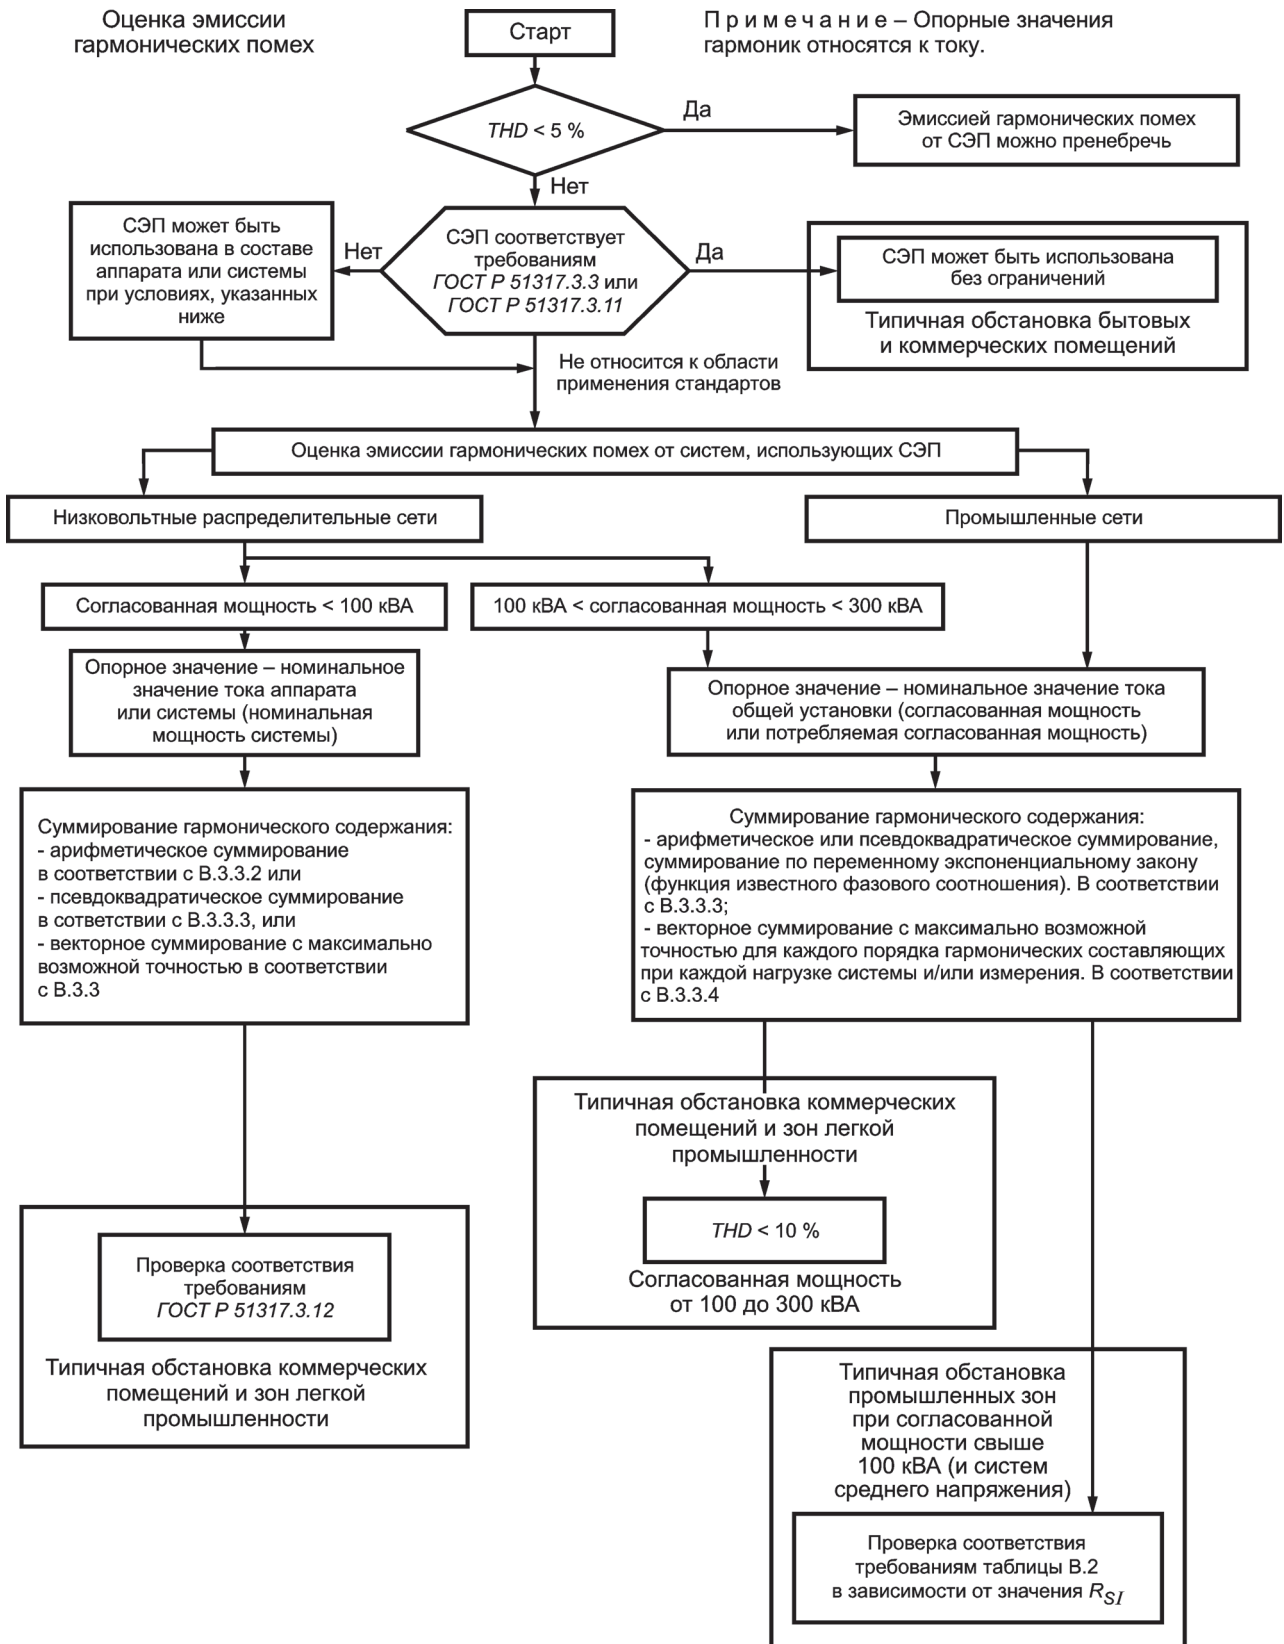 Оценка эмиссии
гармонических помех
Старт
П р и м е ч а н и е – Опорные значения
гармоник относятся к току.
THD < 5 %
Да
Эмиссией гармонических помех
от СЭП можно пренебречь
Нет
СЭП может быть
использована в составе
аппарата или системы
при условиях, указанных
ниже
Нет
СЭП соответствует
требованиям
ГОСТ Р 51317.3.3 или
ГОСТ Р 51317.3.11
Да
СЭП может быть использована
без ограничений
Типичная обстановка бытовых
и коммерческих помещений
Не относится к области
применения стандартов
Оценка эмиссии гармонических помех от систем, использующих СЭП
Низковольтные распределительные сети
Промышленные сети
Согласованная мощность < 100 кВА
100 кВА < согласованная мощность < 300 кВА
Опорное значение – номинальное
значение тока аппарата
или системы (номинальная
мощность системы)
Опорное значение – номинальное значение тока
общей установки (согласованная мощность
или потребляемая согласованная мощность)
Суммирование гармонического содержания:
- арифметическое суммирование
в соответствии с В.3.3.2 или
- псевдоквадратическое суммирование
в сответствии с В.3.3.3, или
- векторное суммирование с максимально
возможной точностью в соответствии
с В.3.3
Суммирование гармонического содержания:
- арифметическое или псевдоквадратическое суммирование,
суммирование по переменному экспоненциальному закону
(функция известного фазового соотношения). В соответствии
с В.3.3.3;
- векторное суммирование с максимально возможной
точностью для каждого порядка гармонических составляющих
при каждой нагрузке системы и/или измерения. В соответствии
с В.3.3.4
Типичная обстановка коммерческих
помещений и зон легкой
промышленности
THD < 10 %
Согласованная мощность
от 100 до 300 кВА
Проверка соответствия
требованиям
ГОСТ Р 51317.3.12
Типичная обстановка коммерческих
помещений и зон легкой
промышленности
Типичная обстановка
промышленных зон
при согласованной
мощности свыше
100 кВА (и систем
среднего напряжения)
Проверка соответствия
требованиям таблицы В.2
в зависимости от значения RSI